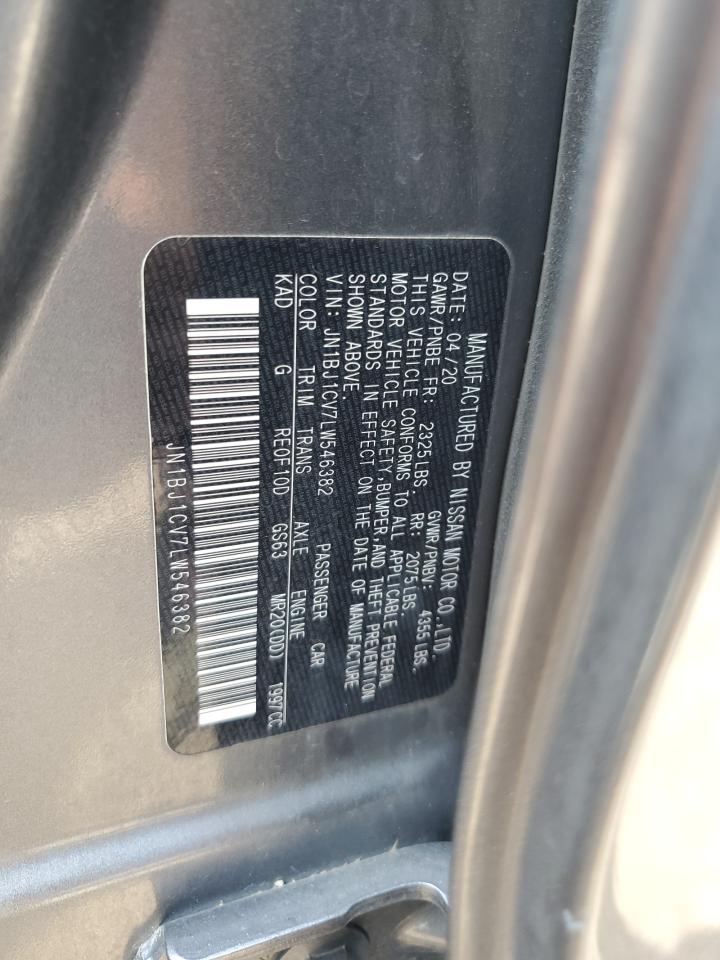 MANUFACTURED BY NISSAN MOTOR CO.,LTD.
DATE: 04/20 GVWR/PNBV: 4355LBS.
GAWR/PNBE FR: 2325LBS. RR: 2075LBS.
THIS VEHICLE CONFORMS TO ALL APPLICABLE FEDERAL
MOTOR VEHICLE SAFETY,BUMPER,AND THEFT PREVENTION
STANDARDS IN EFFECT ON THE DATE OF MANUFACTURE
SHOWN ABOVE.
VIN: JN1BJ1CV7LW546382 PASSENGER CAR
COLOR TRIM TRANS AXLE ENGINE
KAD G RE0F10D GS63 MR20(DD) 1997CC
JN1BJ1CV7LW546382